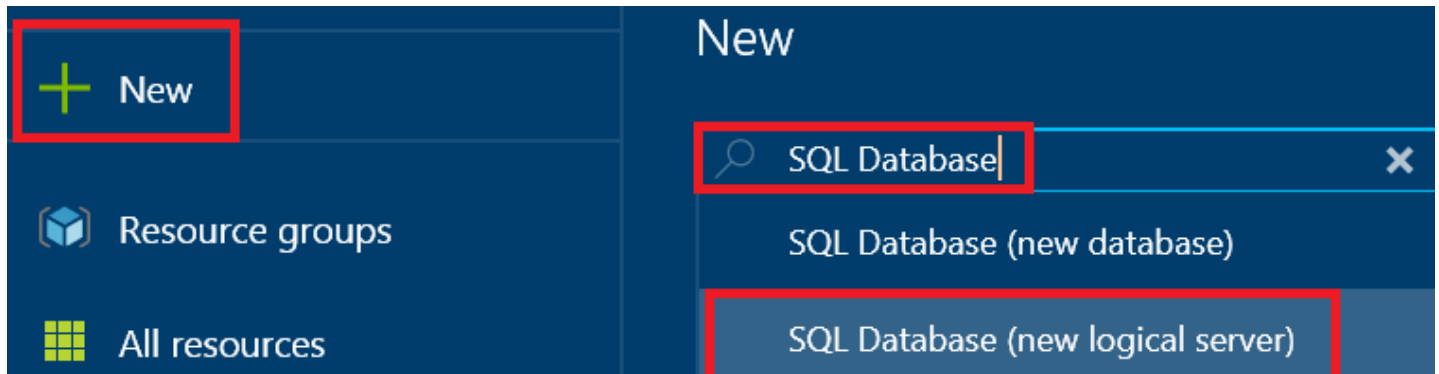 New
Resource groups
All resources
New
SQL Database
SQL Database (new database)
SQL Database (new logical server)